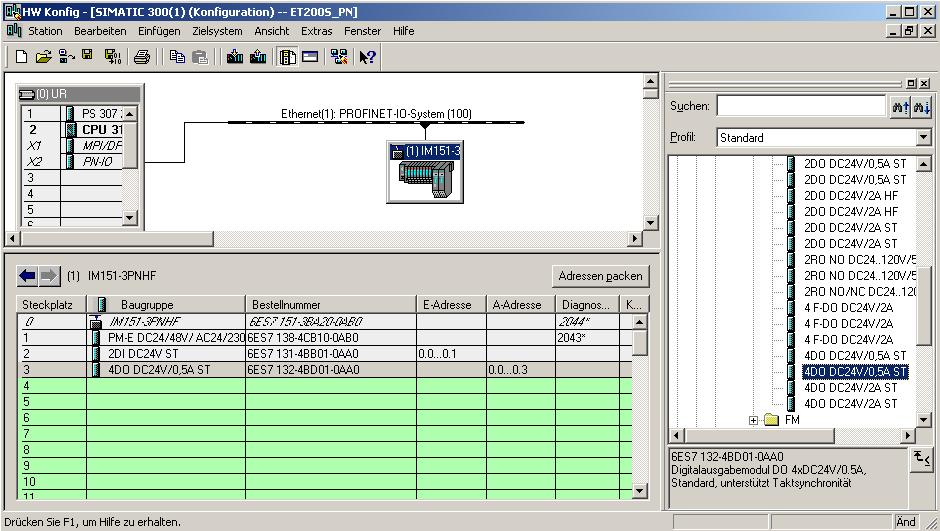 HW Konfig - [SIMATIC 300(1) (Konfiguration) -- ET200S_PN]
Station Bearbeiten Einfügen Zielsystem Ansicht Extras Fenster Hilfe
(0) UR
1 PS 307
2 CPU 31
X1 MPI/DP
X2 PN-IO
3
4
5
6
Ethernet(1): PROFINET-IO-System (100)
(1) IM151-3
Suchen:
Profil: Standard
2DO DC24V/0,5A ST
2DO DC24V/0,5A ST
2DO DC24V/2A HF
2DO DC24V/2A HF
2DO DC24V/2A ST
2DO DC24V/2A ST
2RO NO DC24..120V/5
2RO NO DC24..120V/5
2RO NO/NC DC24..120
4 F-DO DC24V/2A
4 F-DO DC24V/2A
4 F-DO DC24V/2A
4DO DC24V/0,5A ST
4DO DC24V/0,5A ST
4DO DC24V/2A ST
4DO DC24V/2A ST
FM
6ES7 132-4BD01-0AA0
Digitalausgabemodul DO 4xDC24V/0.5A,
Standard, unterstützt Taktsynchronität
(1) IM151-3PNHF
Adressen packen
Steckplatz Baugruppe Bestellnummer E-Adresse A-Adresse Diagnos... K...
0 IM151-3PNHF 6ES7 151-3BA20-0AB0 2044*
1 PM-E DC24/48V/ AC24/230 6ES7 138-4CB10-0AB0 2043*
2 2DI DC24V ST 6ES7 131-4BB01-0AA0 0.0...0.1
3 4DO DC24V/0,5A ST 6ES7 132-4BD01-0AA0 0.0...0.3
4
5
6
7
8
9
10
11
Drücken Sie F1, um Hilfe zu erhalten.
Änd